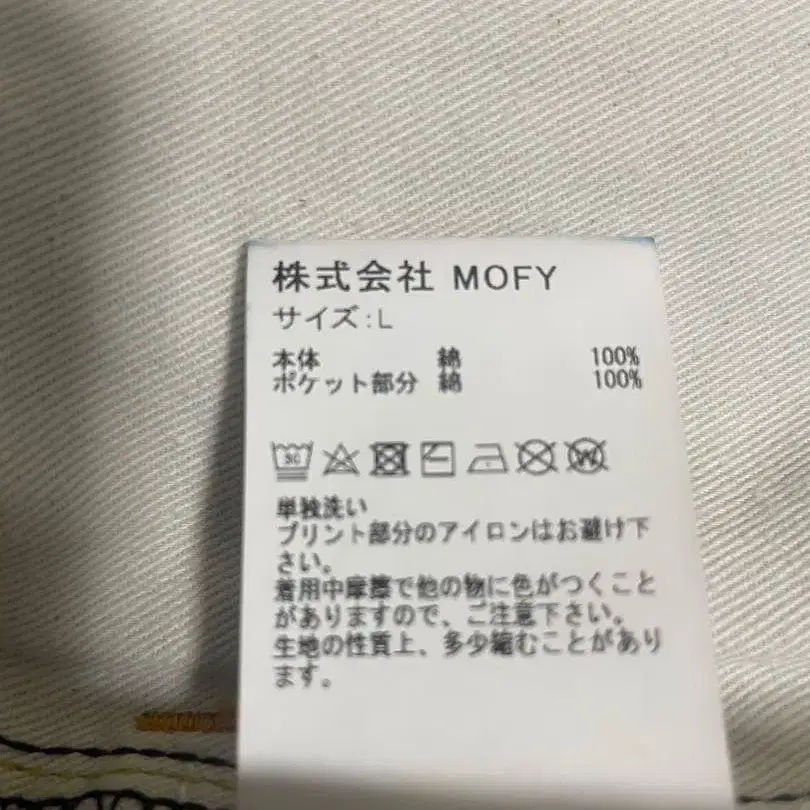 株式会社 MOFY
サイズ:L
本体 綿 100%
ポケット部分 綿 100%
単独洗い
プリント部分のアイロンはお避け下
さい。
着用中摩擦で他の物に色がつくこと
がありますので、ご注意下さい。
生地の性質上、多少縮むことがあり
ます。